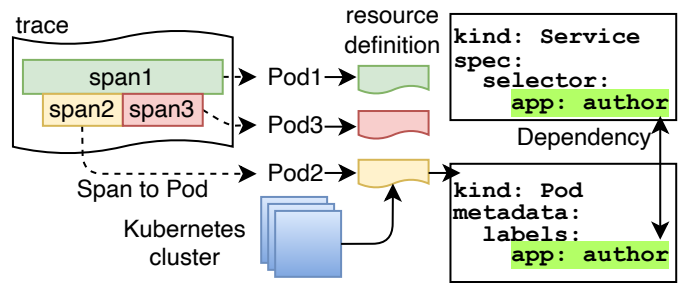 trace
span1
span2
span3
Span to Pod
Pod1
Pod3
Pod2
Kubernetes
cluster
resource
definition
kind: Service
spec:
selector:
app: author
Dependency
kind: Pod
metadata:
labels:
app: author